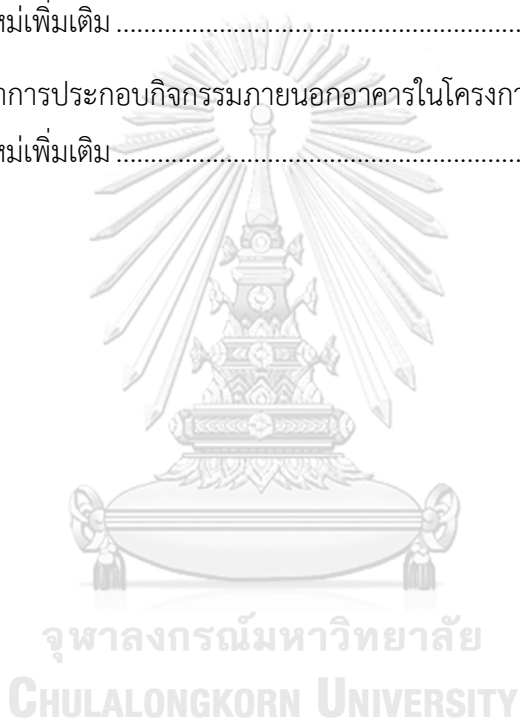 หม่เพิ่มเติม ........................................................
าการประกอบกิจกรรมภายนอกอาคารในโครงกา
หม่เพิ่มเติม ........................................................
จุฬาลงกรณ์มหาวิทยาลัย
CHULALONGKORN UNIVERSITY